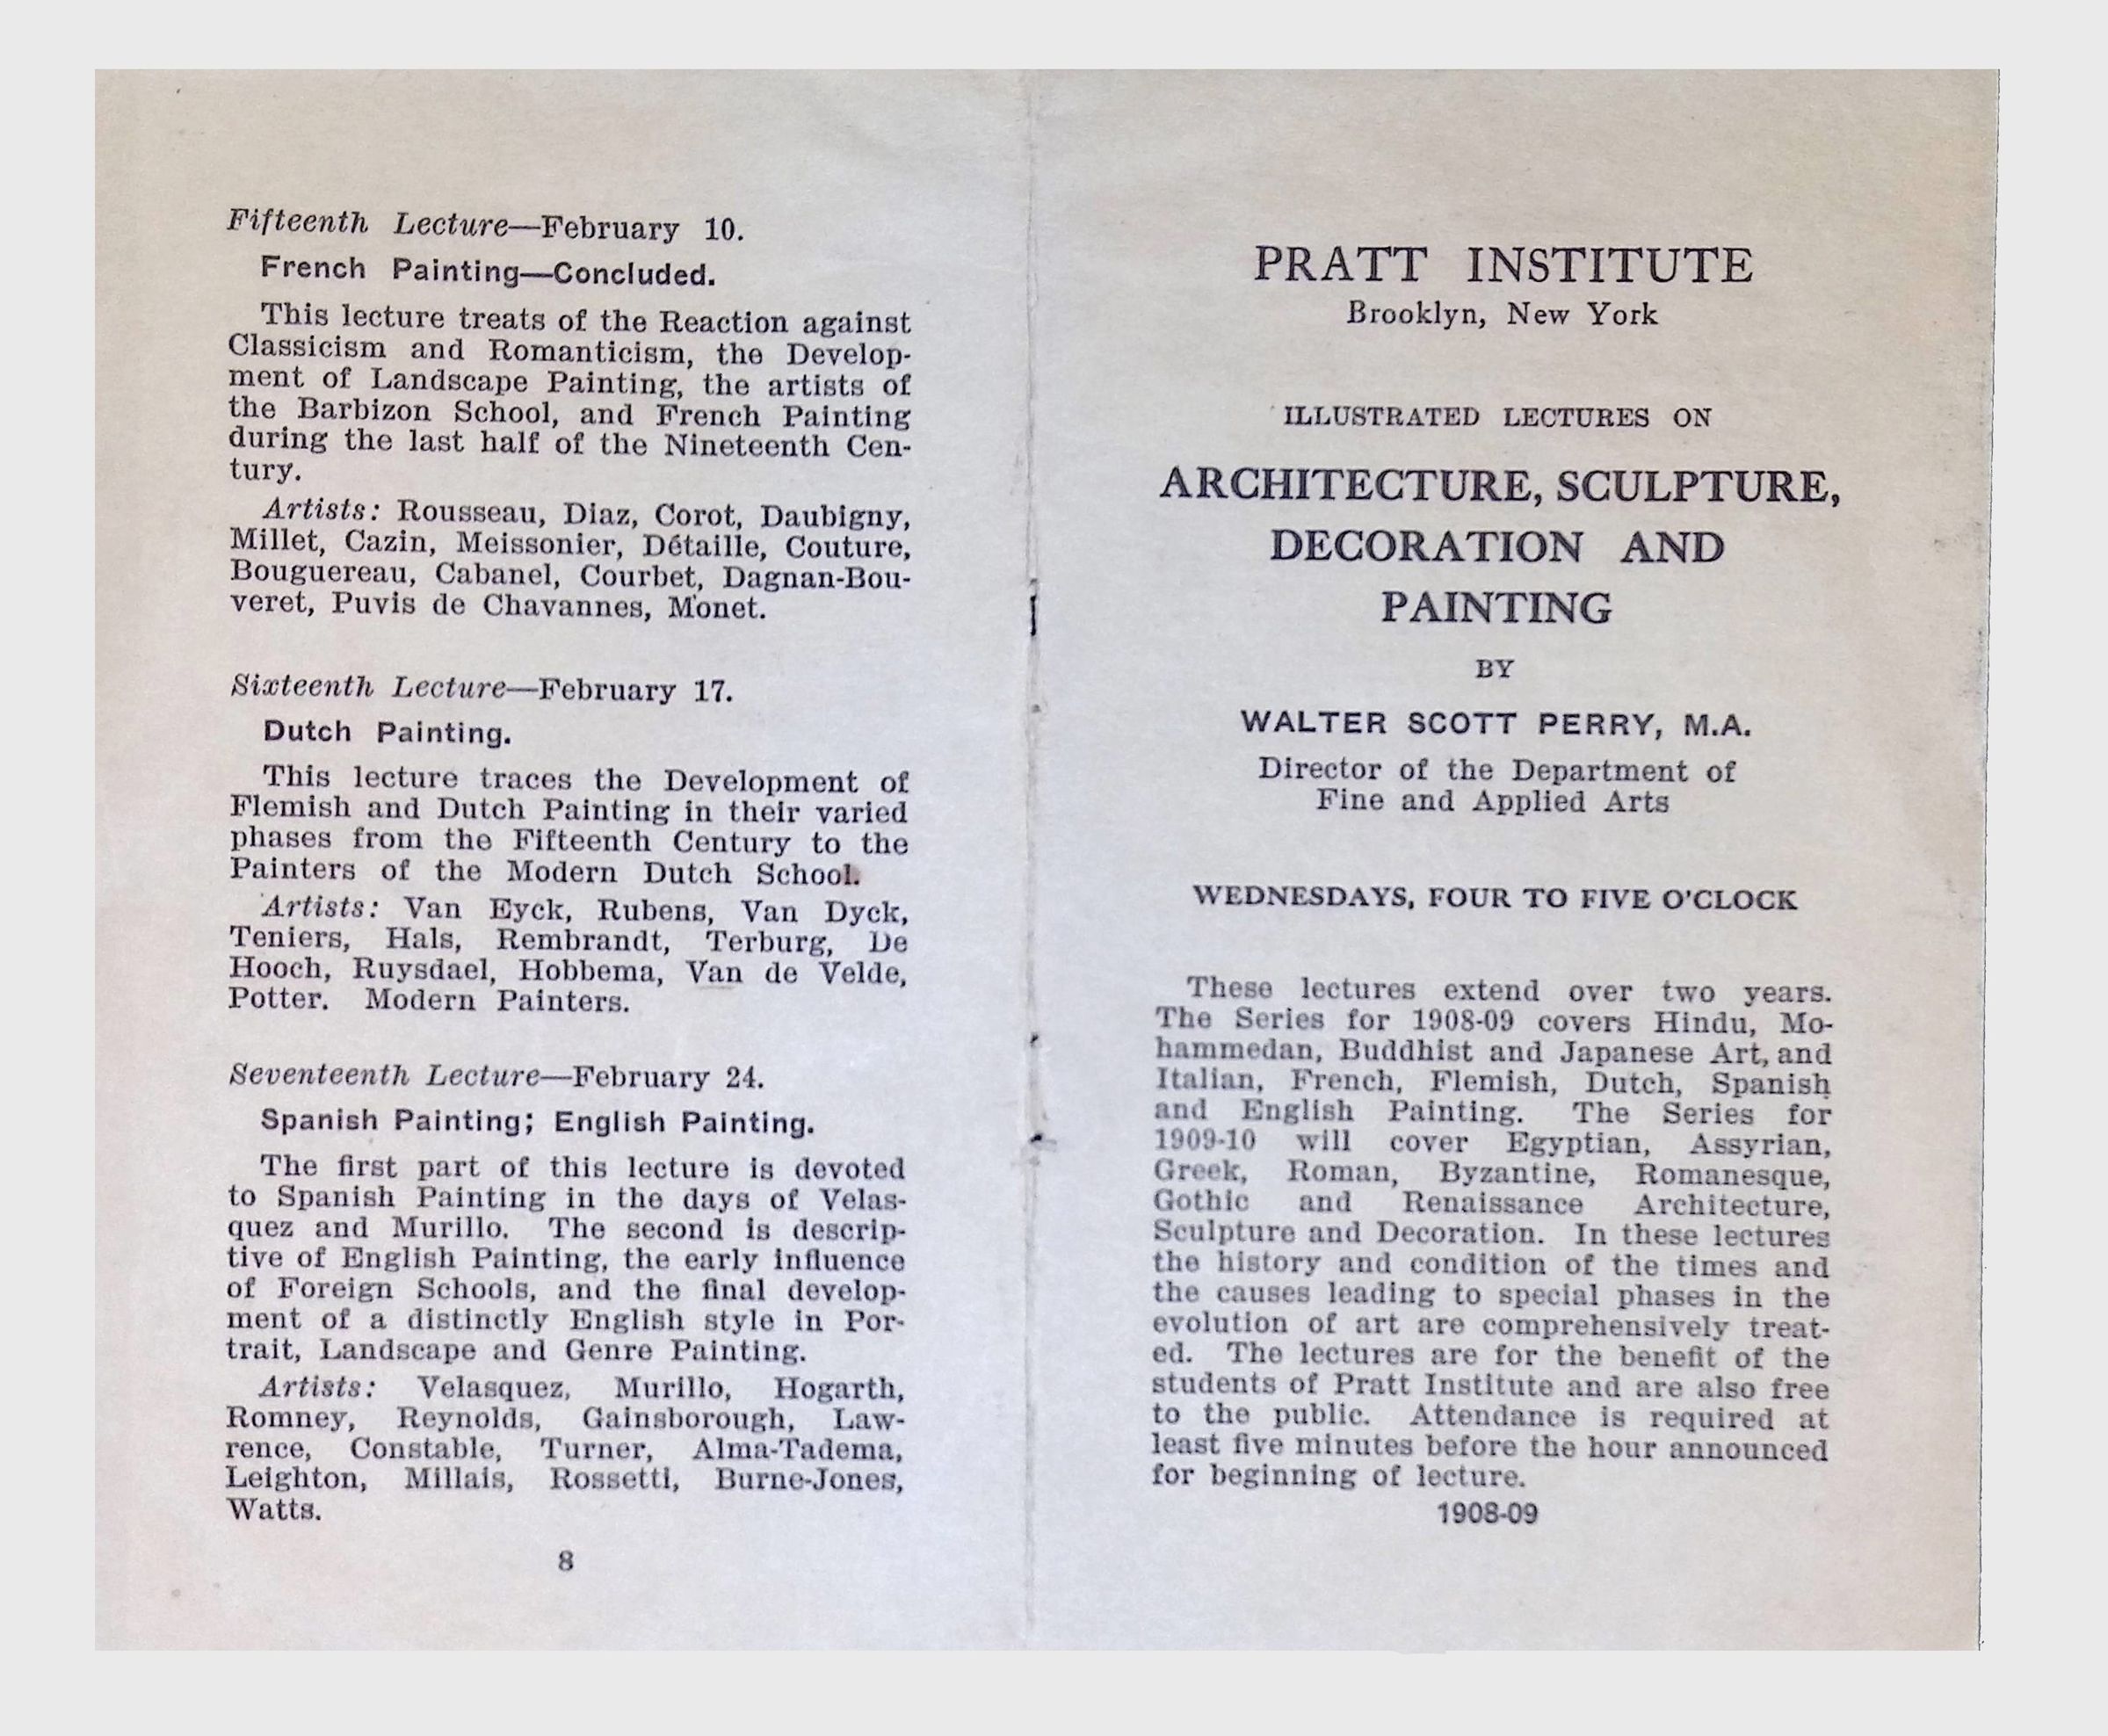 Fifteenth Lecture—February 10.
French Painting—Concluded.
This lecture treats of the Reaction against
Classicism and Romanticism, the Develop-
ment of Landscape Painting, the artists of
the Barbizon School, and French Painting
during the last half of the Nineteenth Cen-
tury.
Artists: Rousseau, Diaz, Corot, Daubigny,
Millet, Cazin, Meissonier, Détaille, Couture,
Bouguereau, Cabanel, Courbet, Dagnan-Bou-
veret, Puvis de Chavannes, Monet.
Sixteenth Lecture—February 17.
Dutch Painting.
This lecture traces the Development of
Flemish and Dutch Painting in their varied
phases from the Fifteenth Century to the
Painters of the Modern Dutch School.
Artists: Van Eyck, Rubens, Van Dyck,
Teniers, Hals, Rembrandt, Terburg, De
Hooch, Ruysdael, Hobbema, Van de Velde,
Potter. Modern Painters.
Seventeenth Lecture—February 24.
Spanish Painting; English Painting.
The first part of this lecture is devoted
to Spanish Painting in the days of Velas-
quez and Murillo. The second is descrip-
tive of English Painting, the early influence
of Foreign Schools, and the final develop-
ment of a distinctly English style in Por-
trait, Landscape and Genre Painting.
Artists: Velasquez, Murillo, Hogarth,
Romney, Reynolds, Gainsborough, Law-
rence, Constable, Turner, Alma-Tadema,
Leighton, Millais, Rossetti, Burne-Jones,
Watts.
8
PRATT INSTITUTE
Brooklyn, New York
ILLUSTRATED LECTURES ON
ARCHITECTURE, SCULPTURE,
DECORATION AND
PAINTING
BY
WALTER SCOTT PERRY, M.A.
Director of the Department of
Fine and Applied Arts
WEDNESDAYS, FOUR TO FIVE O'CLOCK
These lectures extend over two years.
The Series for 1908-09 covers Hindu, Mo-
hammedan, Buddhist and Japanese Art, and
Italian, French, Flemish, Dutch, Spanish
and English Painting. The Series for
1909-10 will cover Egyptian, Assyrian,
Greek, Roman, Byzantine, Romanesque,
Gothic and Renaissance Architecture,
Sculpture and Decoration. In these lectures
the history and condition of the times and
the causes leading to special phases in the
evolution of art are comprehensively treat-
ed. The lectures are for the benefit of the
students of Pratt Institute and are also free
to the public. Attendance is required at
least five minutes before the hour announced
for beginning of lecture.
1908-09